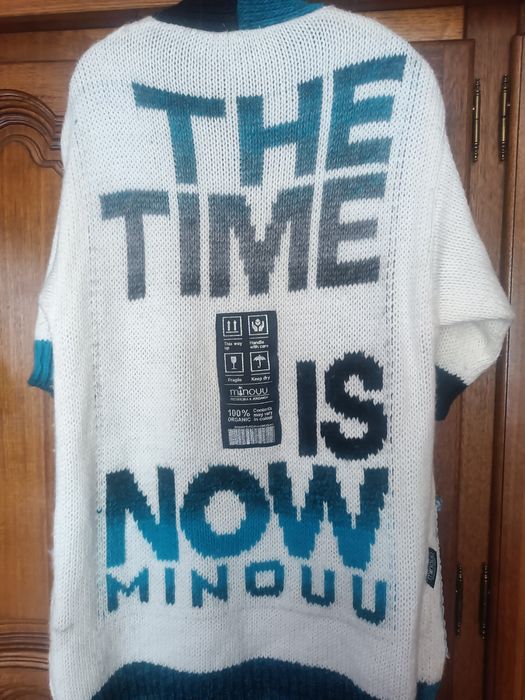 THE
TIME
This way up
Handle with care
Fragile
Keep dry
minouu
100% ORGANIC
IS
NOW
MINOUU